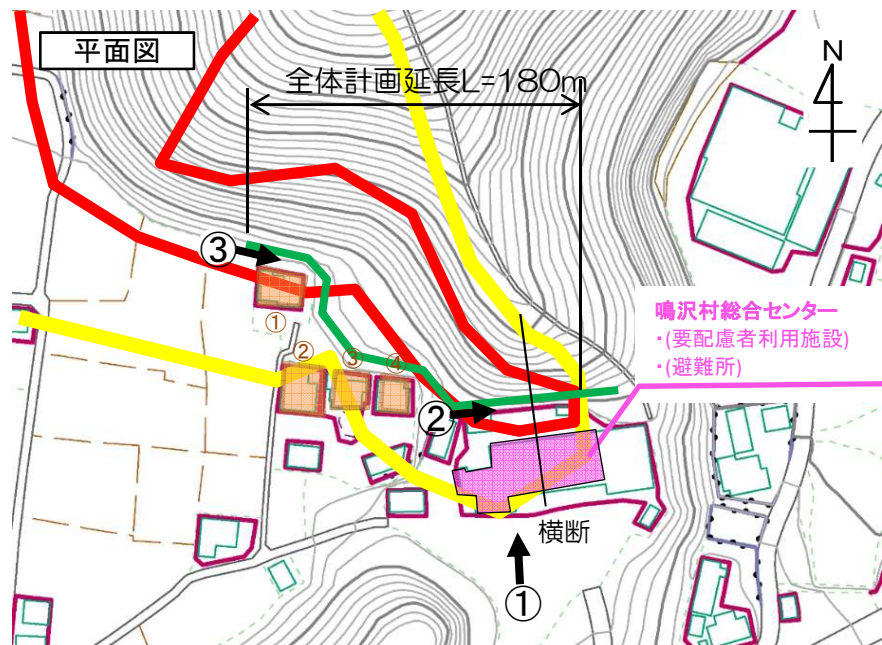 平面図
N
全体計画延長L=180m
③
①
鳴沢村総合センター
・(要配慮者利用施設)
・(避難所)
②
③
④
②
横断
①